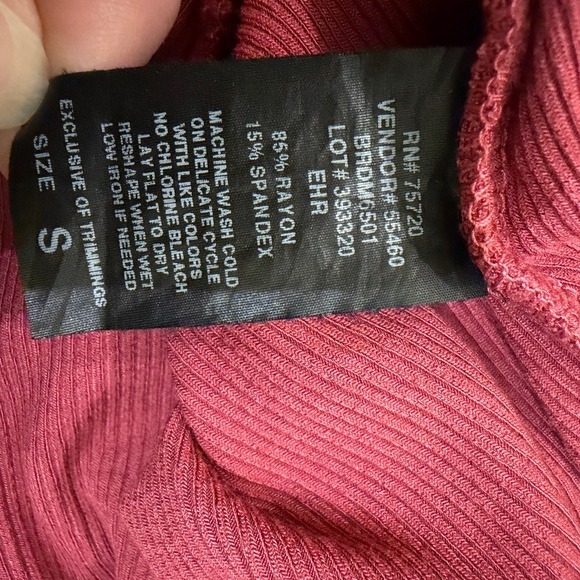 RN# 75720
VENDOR# 55460
BRDM6501
LOT# 393320
EHR
85% RAYON
15% SPANDEX
MACHINE WASH COLD
ON DELICATE CYCLE
WITH LIKE COLORS
NO CHLORINE BLEACH
LAY FLAT TO DRY
RESHAPE WHEN WET
LOW IRON IF NEEDED
EXCLUSIVE OF TRIMMINGS
SIZE S